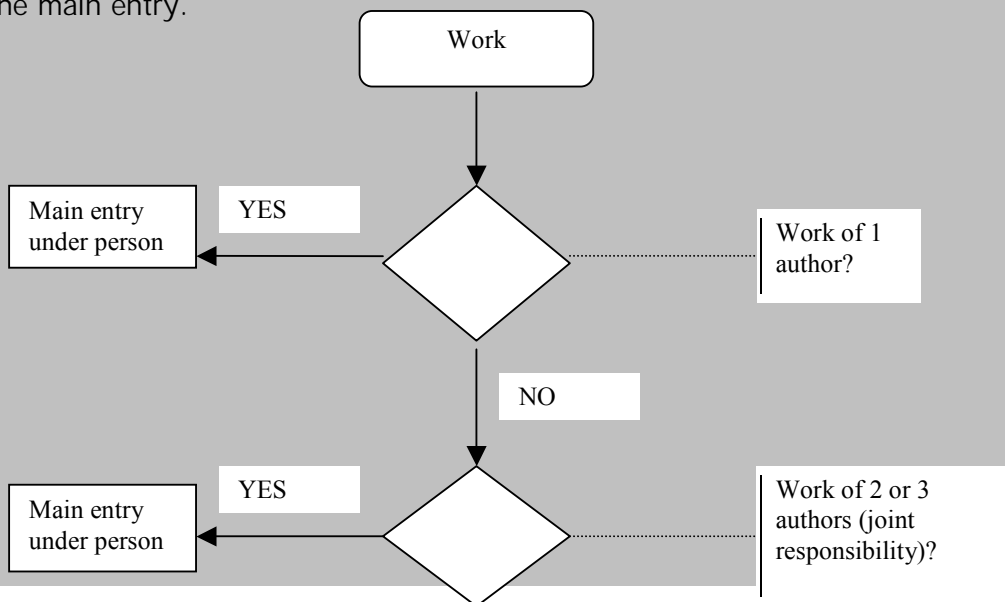 the main entry.
Work
Main entry
under person
YES
Work of 1
author?
NO
Main entry
under person
YES
Work of 2 or 3
authors (joint
responsibility)?